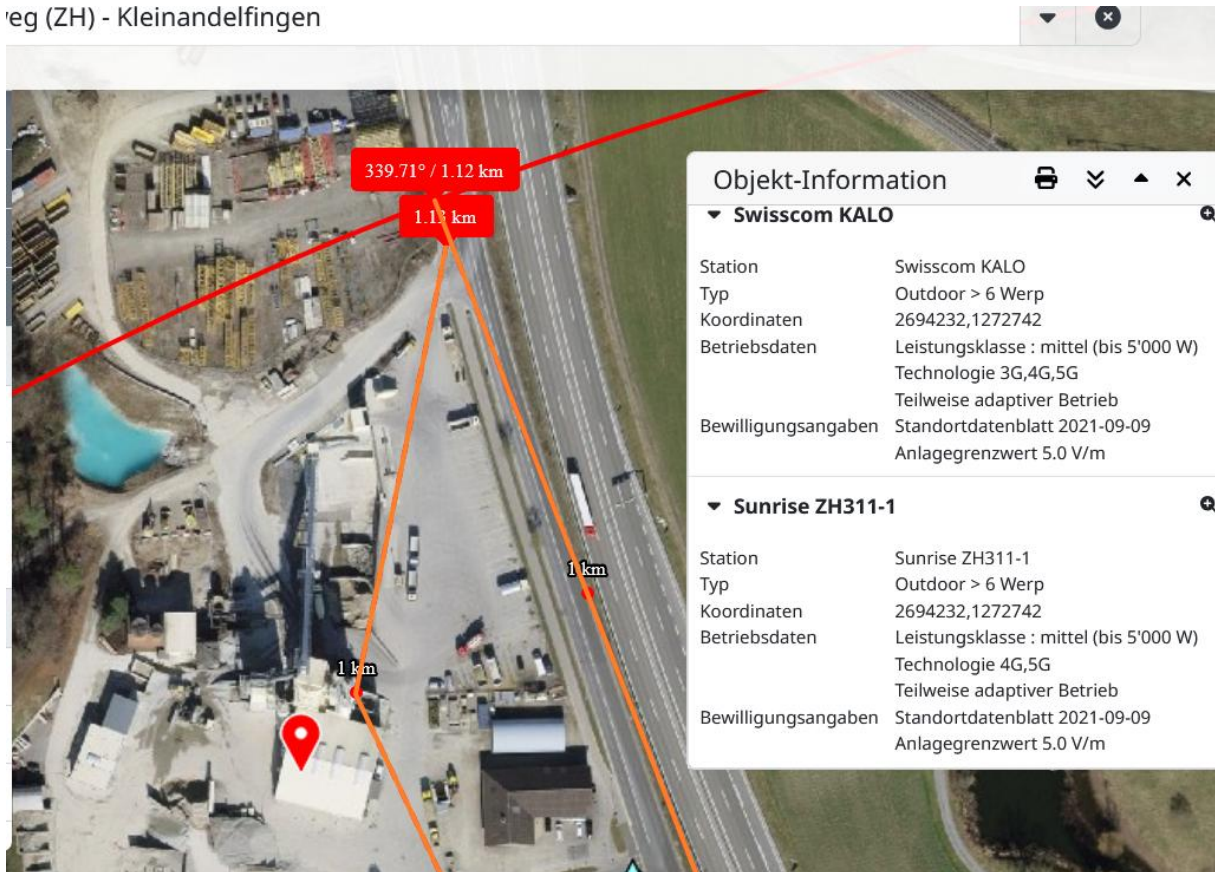 weg (ZH) - Kleinandelfingen
339.71° / 1.12 km
1.13 km
1 km
1 km
Objekt-Information
Swisscom KALO
Station Swisscom KALO
Typ Outdoor > 6 Werp
Koordinaten 2694232,1272742
Betriebsdaten Leistungsklasse : mittel (bis 5'000 W)
Technologie 3G,4G,5G
Teilweise adaptiver Betrieb
Bewilligungsangaben Standortdatenblatt 2021-09-09
Anlagegrenzwert 5.0 V/m
Sunrise ZH311-1
Station Sunrise ZH311-1
Typ Outdoor > 6 Werp
Koordinaten 2694232,1272742
Betriebsdaten Leistungsklasse : mittel (bis 5'000 W)
Technologie 4G,5G
Teilweise adaptiver Betrieb
Bewilligungsangaben Standortdatenblatt 2021-09-09
Anlagegrenzwert 5.0 V/m